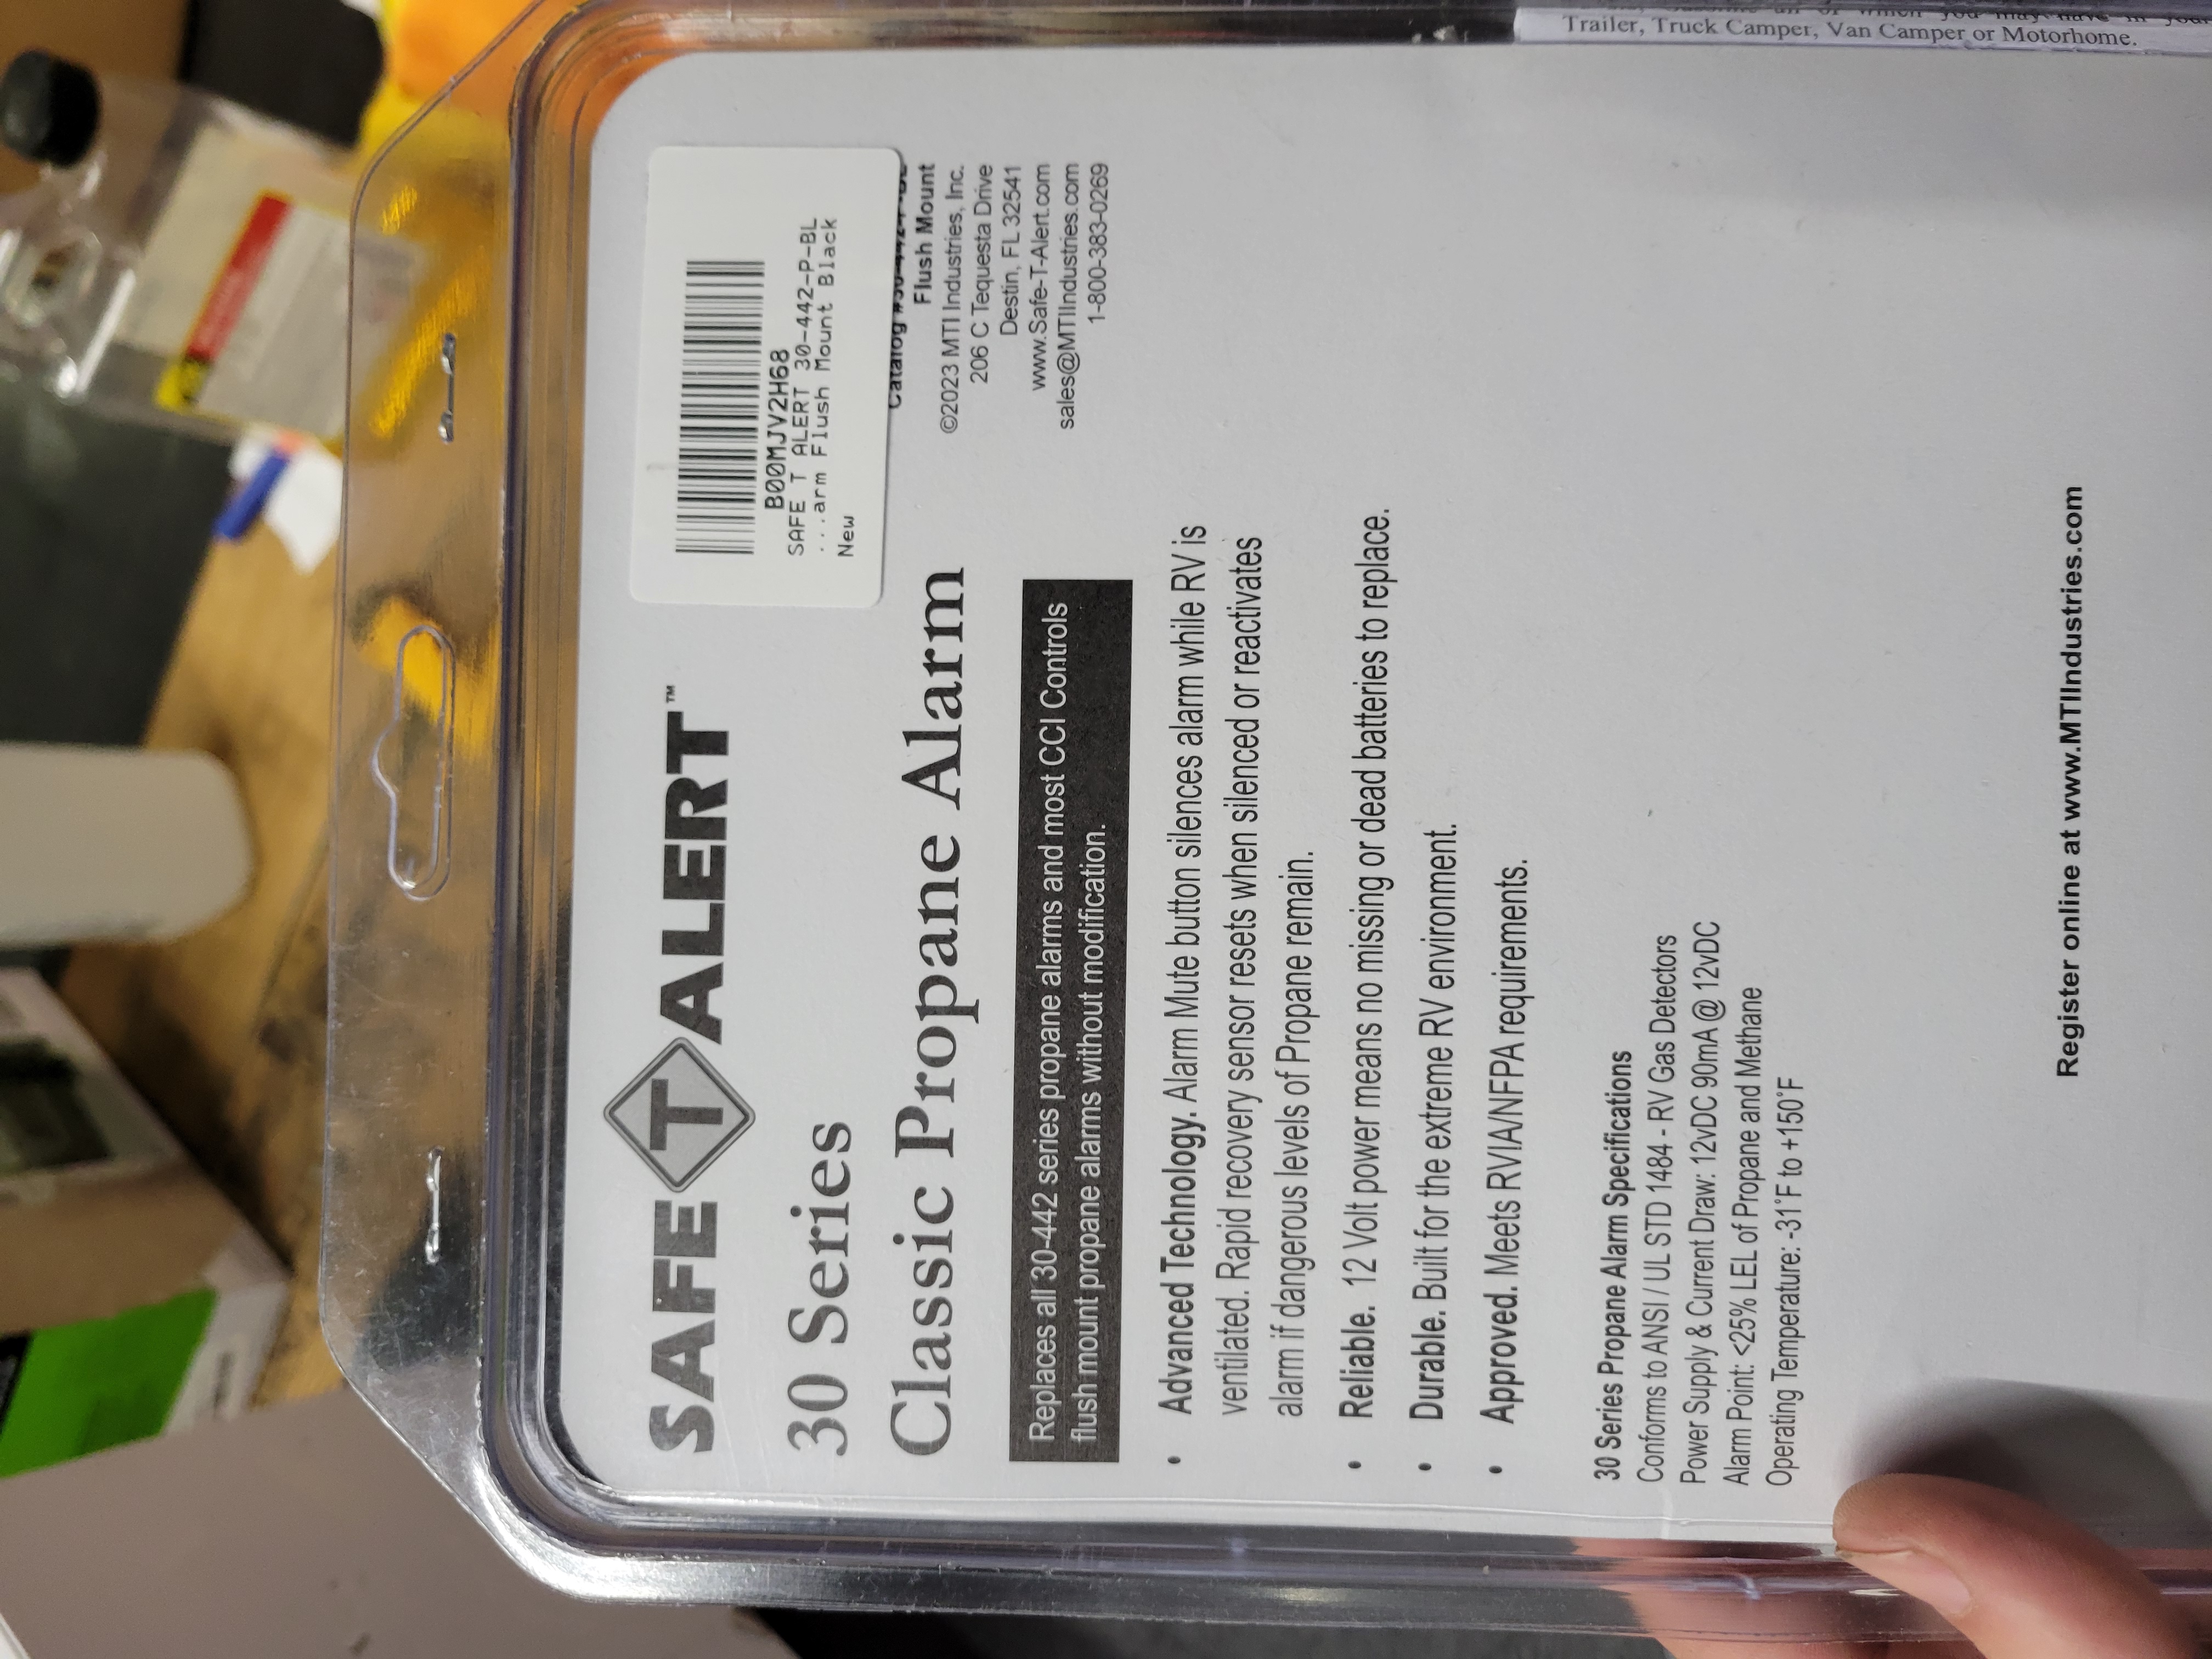 SAFE T ALERT™
30 Series
Classic Propane Alarm
B00MJV2H68
SAFE T ALERT 30-442-P-BL
...arm Flush Mount Black
New
Catalog
Flush Mount
©2023 MTI Industries, Inc.
206 C Tequesta Drive
Destin, FL 32541
www.Safe-T-Alert.com
sales@MTIIndustries.com
1-800-383-0269
Replaces all 30-442 series propane alarms and most CCI Controls
flush mount propane alarms without modification.
• Advanced Technology. Alarm Mute button silences alarm while RV is
ventilated. Rapid recovery sensor resets when silenced or reactivates
alarm if dangerous levels of Propane remain.
• Reliable. 12 Volt power means no missing or dead batteries to replace.
• Durable. Built for the extreme RV environment.
• Approved. Meets RVIA/NFPA requirements.
30 Series Propane Alarm Specifications
Conforms to ANSI / UL STD 1484 - RV Gas Detectors
Power Supply & Current Draw: 12vDC 90mA @ 12vDC
Alarm Point: <25% LEL of Propane and Methane
Operating Temperature: -31°F to +150°F
Register online at www.MTIIndustries.com
which you may have in your
Trailer, Truck Camper, Van Camper or Motorhome.